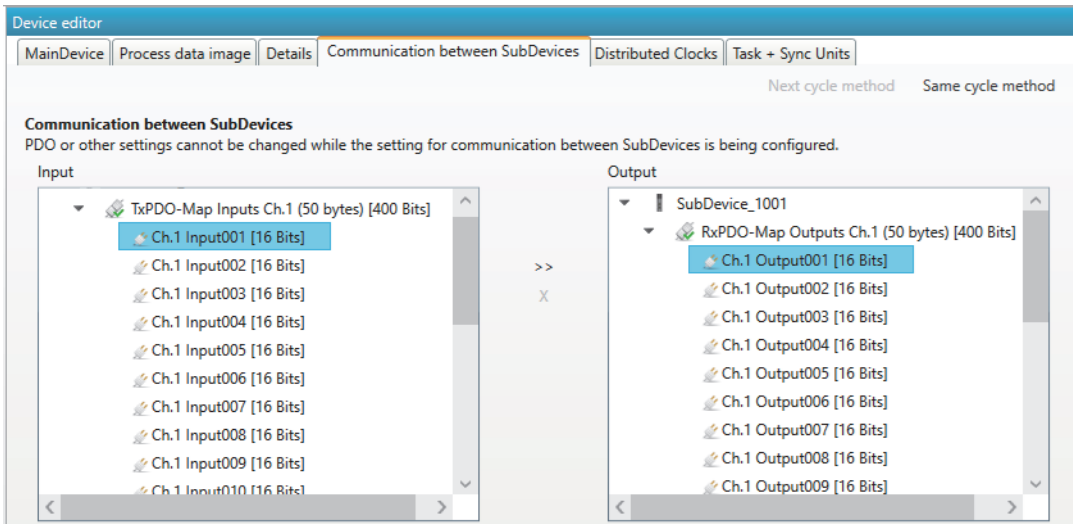 Device editor
MainDevice Process data image Details Communication between SubDevices Distributed Clocks Task + Sync Units
Next cycle method Same cycle method
Communication between SubDevices
PDO or other settings cannot be changed while the setting for communication between SubDevices is being configured.
Input
TxPDO-Map Inputs Ch.1 (50 bytes) [400 Bits]
Ch.1 Input001 [16 Bits]
Ch.1 Input002 [16 Bits]
Ch.1 Input003 [16 Bits]
Ch.1 Input004 [16 Bits]
Ch.1 Input005 [16 Bits]
Ch.1 Input006 [16 Bits]
Ch.1 Input007 [16 Bits]
Ch.1 Input008 [16 Bits]
Ch.1 Input009 [16 Bits]
Ch.1 Input010 [16 Bits]
>>
X
Output
SubDevice_1001
RxPDO-Map Outputs Ch.1 (50 bytes) [400 Bits]
Ch.1 Output001 [16 Bits]
Ch.1 Output002 [16 Bits]
Ch.1 Output003 [16 Bits]
Ch.1 Output004 [16 Bits]
Ch.1 Output005 [16 Bits]
Ch.1 Output006 [16 Bits]
Ch.1 Output007 [16 Bits]
Ch.1 Output008 [16 Bits]
Ch.1 Output009 [16 Bits]